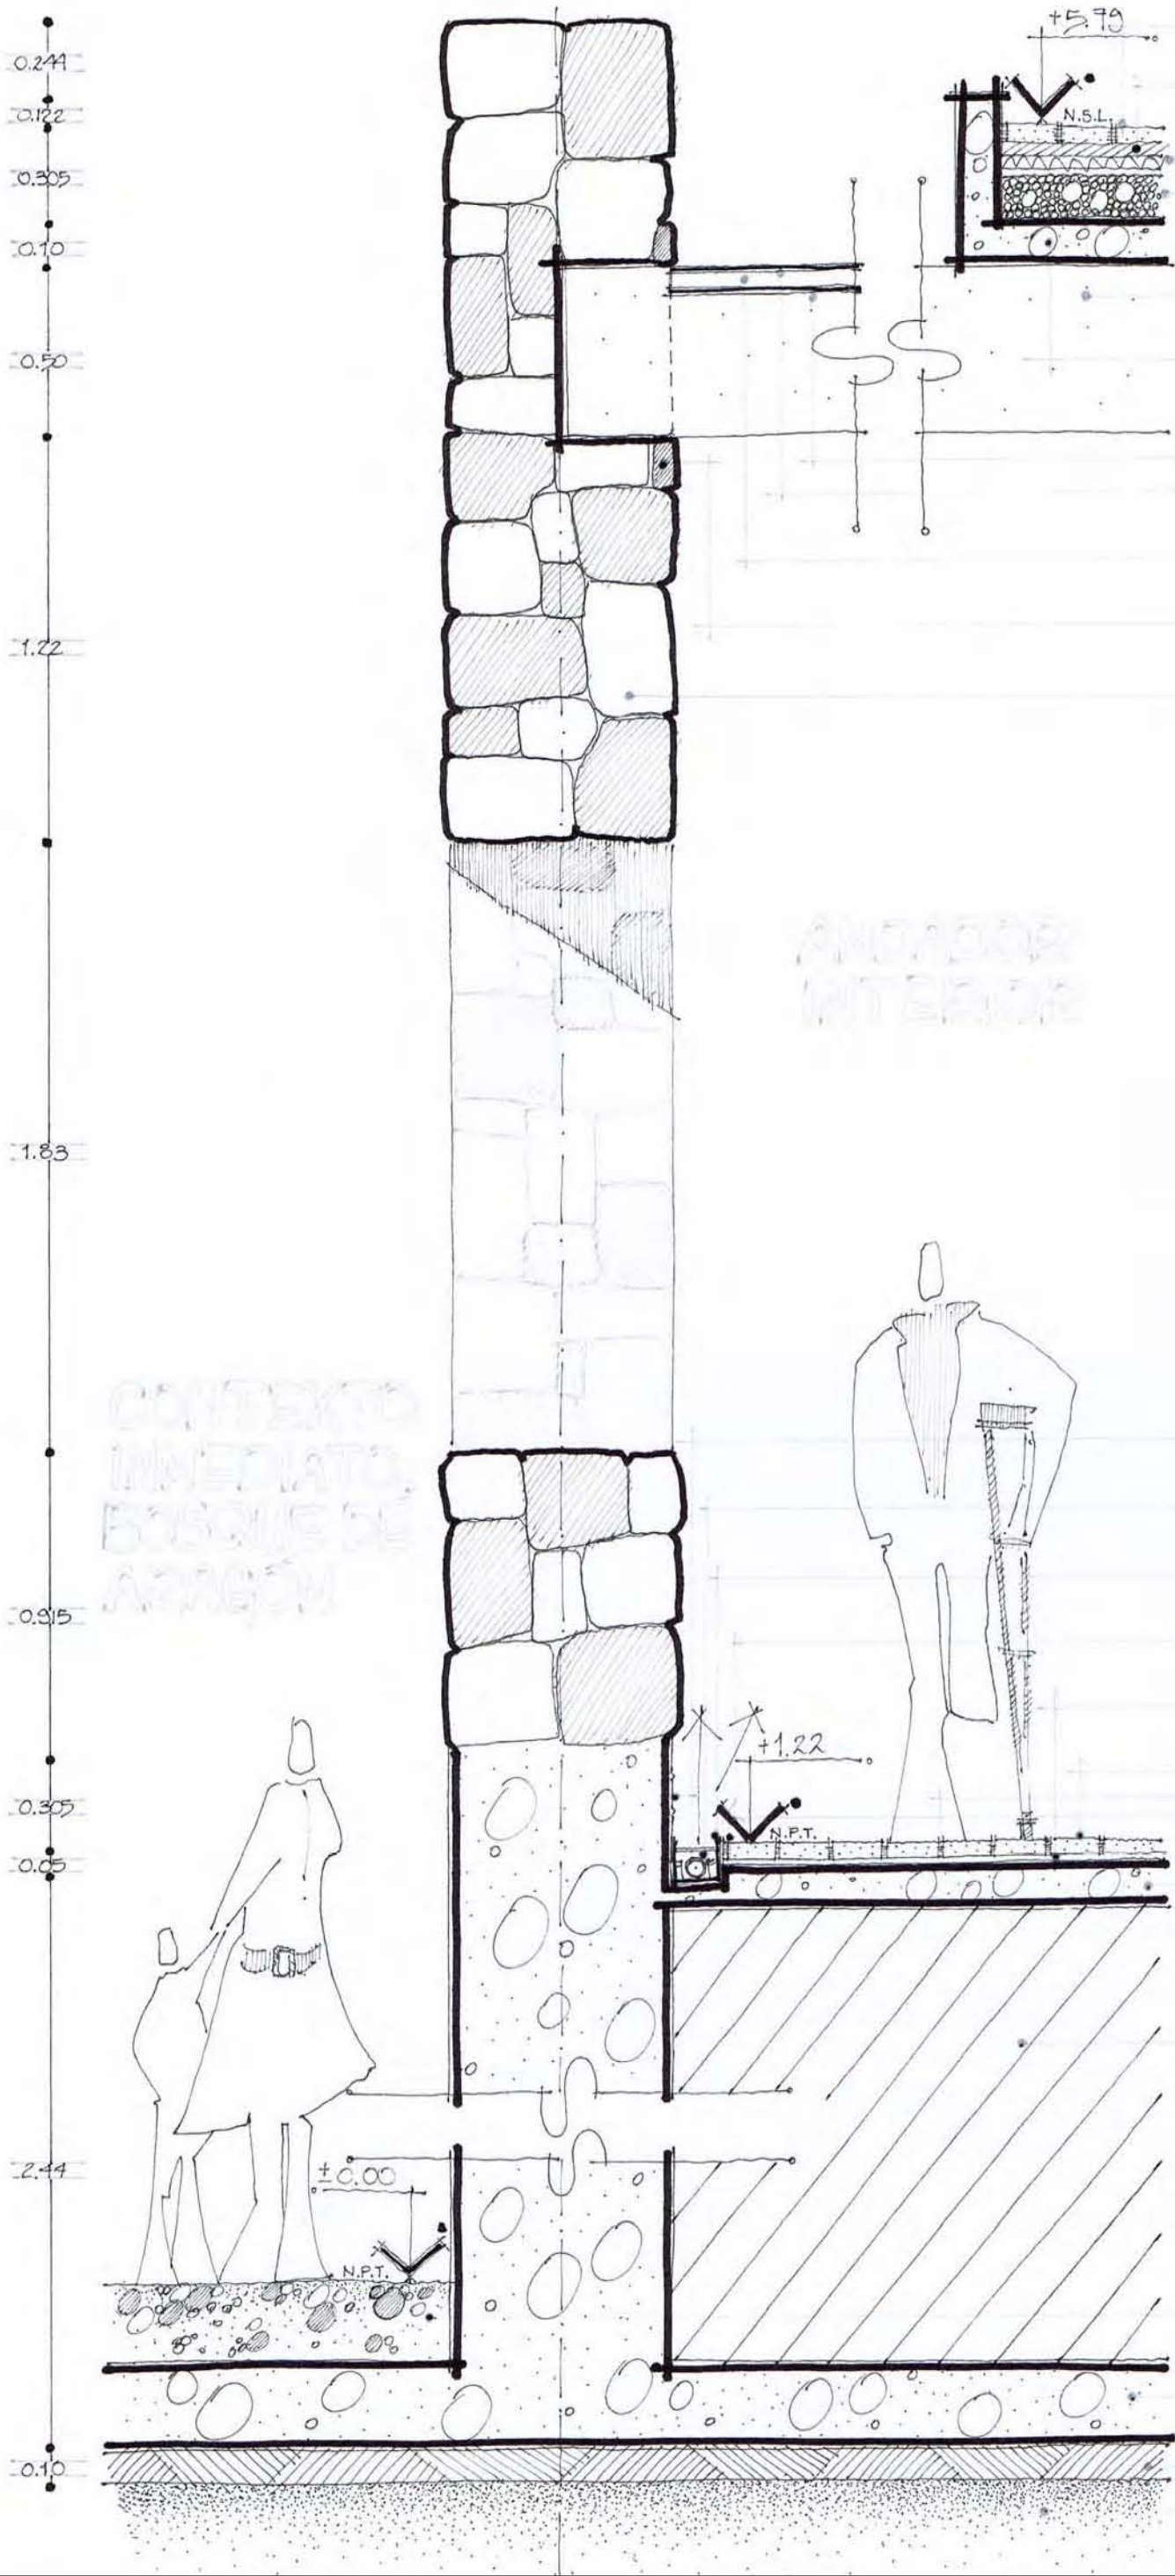 +5.79
N.S.L.
0.244
0.122
0.305
0.10
0.50
1.22
ANDADOR
INTERIOR
1.83
CONTEXTO
INMEDIATO.
BOSQUE DE
ARAGÓN
0.915
+1.22
N.P.T.
0.305
0.05
2.44
±0.00
N.P.T.
0.10